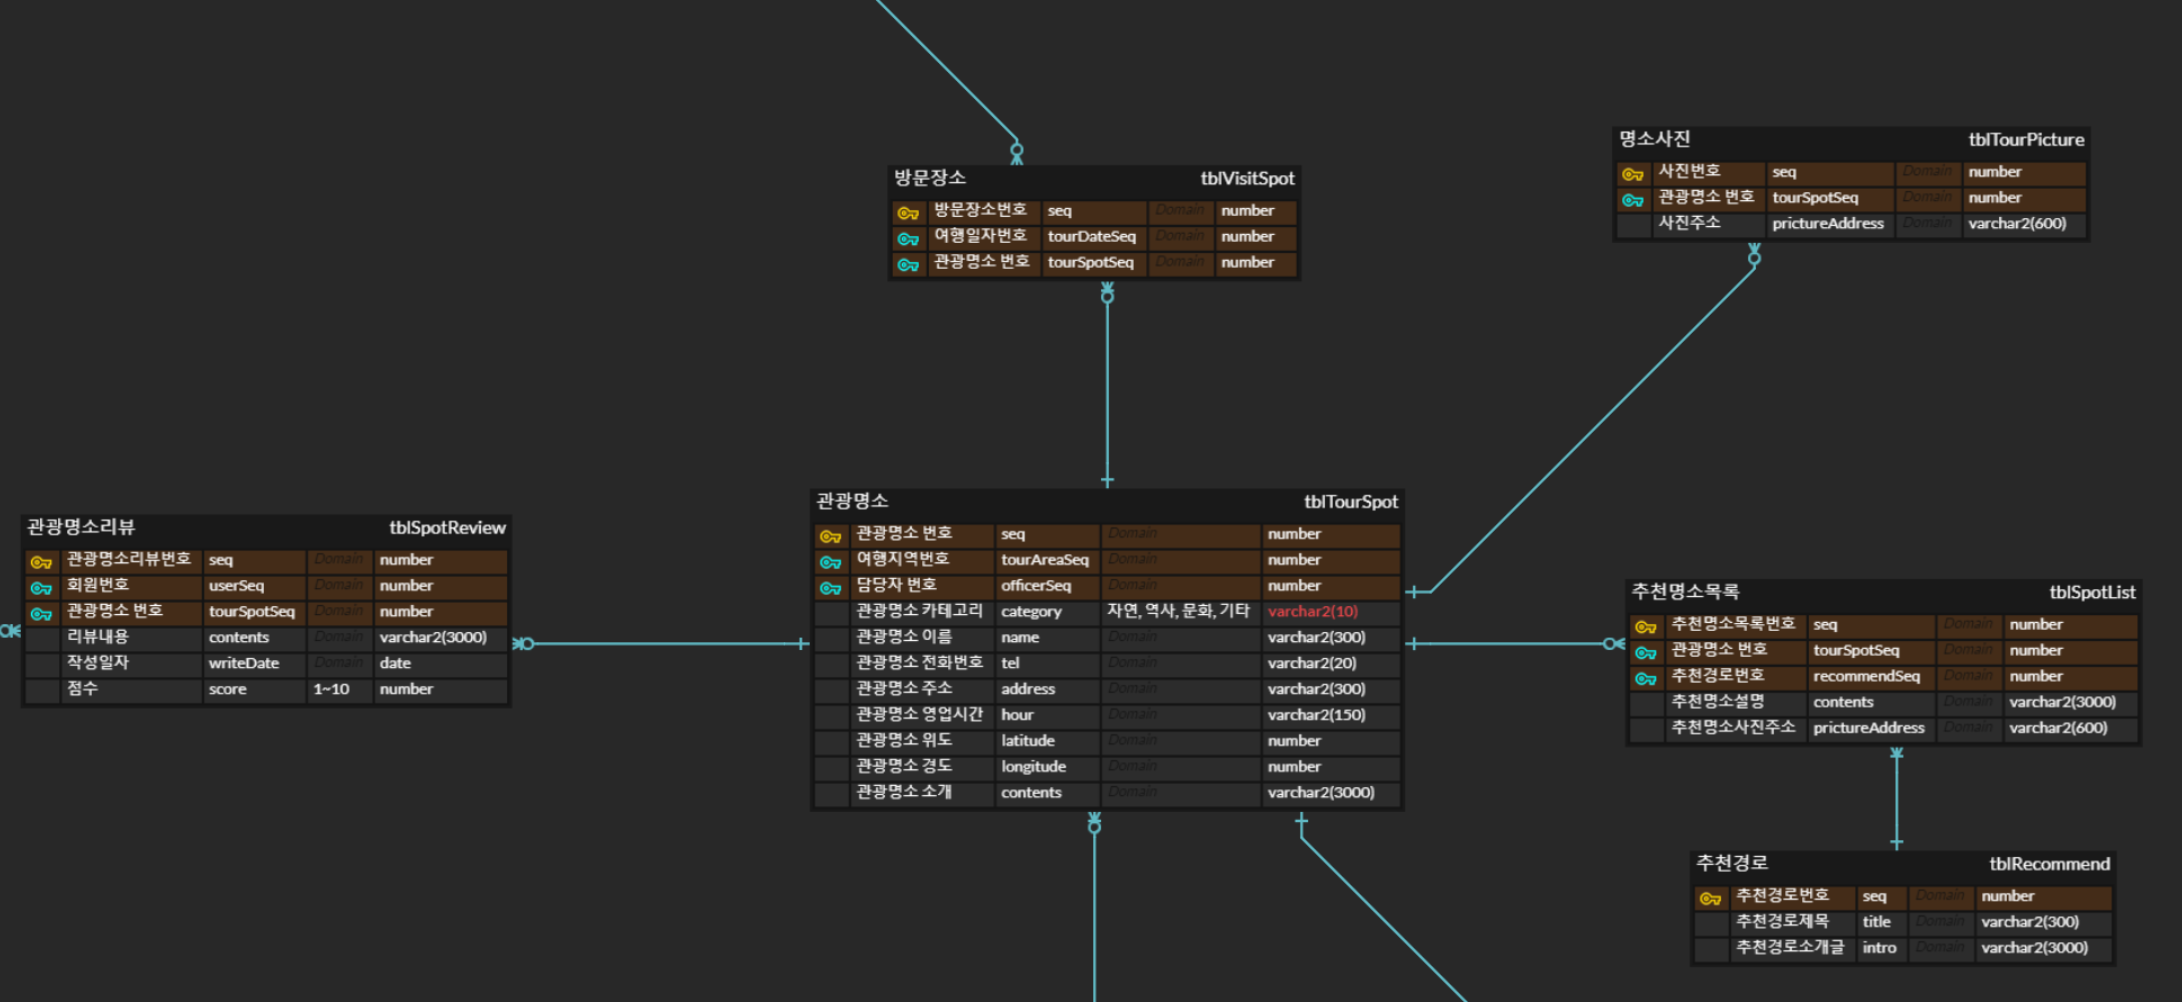 방문장소 tblVisitSpot
방문장소번호 seq Domain number
여행일자번호 tourDateSeq Domain number
관광명소 번호 tourSpotSeq Domain number
명소사진 tblTourPicture
사진번호 seq Domain number
관광명소 번호 tourSpotSeq Domain number
사진주소 prictureAddress Domain varchar2(600)
관광명소리뷰 tblSpotReview
관광명소리뷰번호 seq Domain number
회원번호 userSeq Domain number
관광명소 번호 tourSpotSeq Domain number
리뷰내용 contents Domain varchar2(3000)
작성일자 writeDate Domain date
점수 score 1~10 number
관광명소 tblTourSpot
관광명소 번호 seq Domain number
여행지역번호 tourAreaSeq Domain number
담당자 번호 officerSeq Domain number
관광명소 카테고리 category 자연, 역사, 문화, 기타 varchar2(10)
관광명소 이름 name Domain varchar2(300)
관광명소 전화번호 tel Domain varchar2(20)
관광명소 주소 address Domain varchar2(300)
관광명소 영업시간 hour Domain varchar2(150)
관광명소 위도 latitude Domain number
관광명소 경도 longitude Domain number
관광명소 소개 contents Domain varchar2(3000)
추천명소목록 tblSpotList
추천명소목록번호 seq Domain number
관광명소 번호 tourSpotSeq Domain number
추천경로번호 recommendSeq Domain number
추천명소설명 contents Domain varchar2(3000)
추천명소사진주소 prictureAddress Domain varchar2(600)
추천경로 tblRecommend
추천경로번호 seq Domain number
추천경로제목 title Domain varchar2(300)
추천경로소개글 intro Domain varchar2(3000)